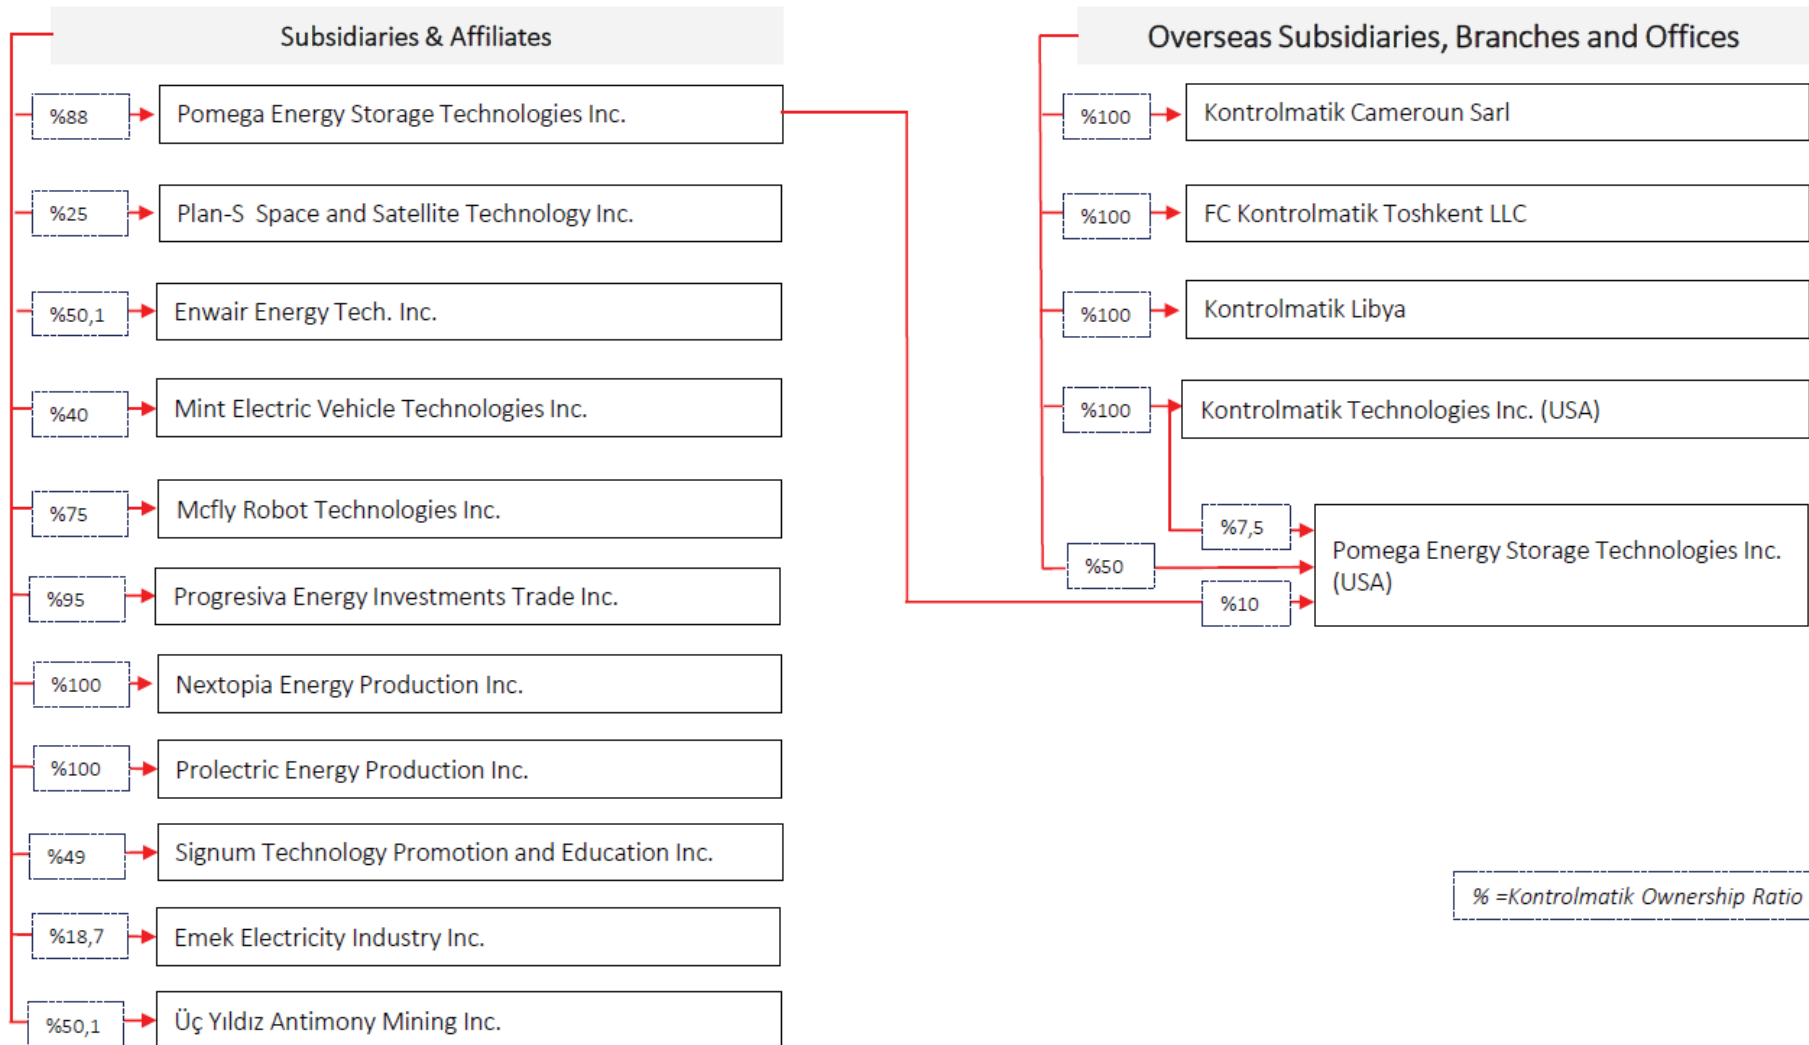 Subsidiaries & Affiliates
%88
Pomega Energy Storage Technologies Inc.
%25
Plan-S Space and Satellite Technology Inc.
%50,1
Enwair Energy Tech. Inc.
%40
Mint Electric Vehicle Technologies Inc.
%75
Mcfly Robot Technologies Inc.
%95
Progresiva Energy Investments Trade Inc.
%100
Nextopia Energy Production Inc.
%100
Prolectric Energy Production Inc.
%49
Signum Technology Promotion and Education Inc.
%18,7
Emek Electricity Industry Inc.
%50,1
Üç Yıldız Antimony Mining Inc.
Overseas Subsidiaries, Branches and Offices
%100
Kontrolmatik Cameroun Sarl
%100
FC Kontrolmatik Toshkent LLC
%100
Kontrolmatik Libya
%100
Kontrolmatik Technologies Inc. (USA)
%7,5
%50
%10
Pomega Energy Storage Technologies Inc.
(USA)
% =Kontrolmatik Ownership Ratio